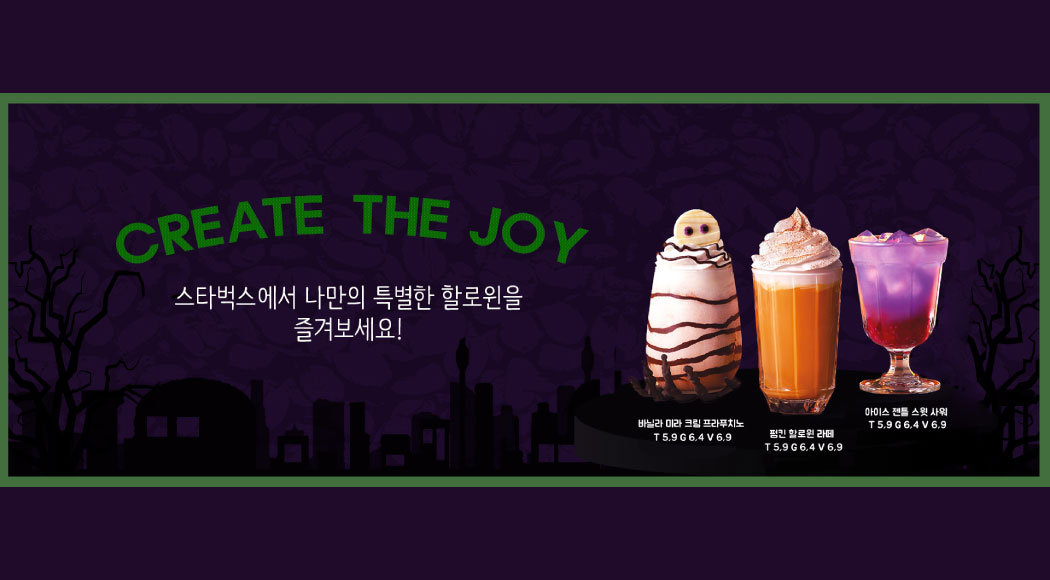 CREATE THE JOY
스타벅스에서 나만의 특별한 할로윈을
즐겨보세요!
바닐라 미라 크림 프라푸치노
T 5.9 G 6.4 V 6.9
펌킨 할로윈 라떼
T 5.9 G 6.4 V 6.9
아이스 젠틀 스윗 사워
T 5.9 G 6.4 V 6.9